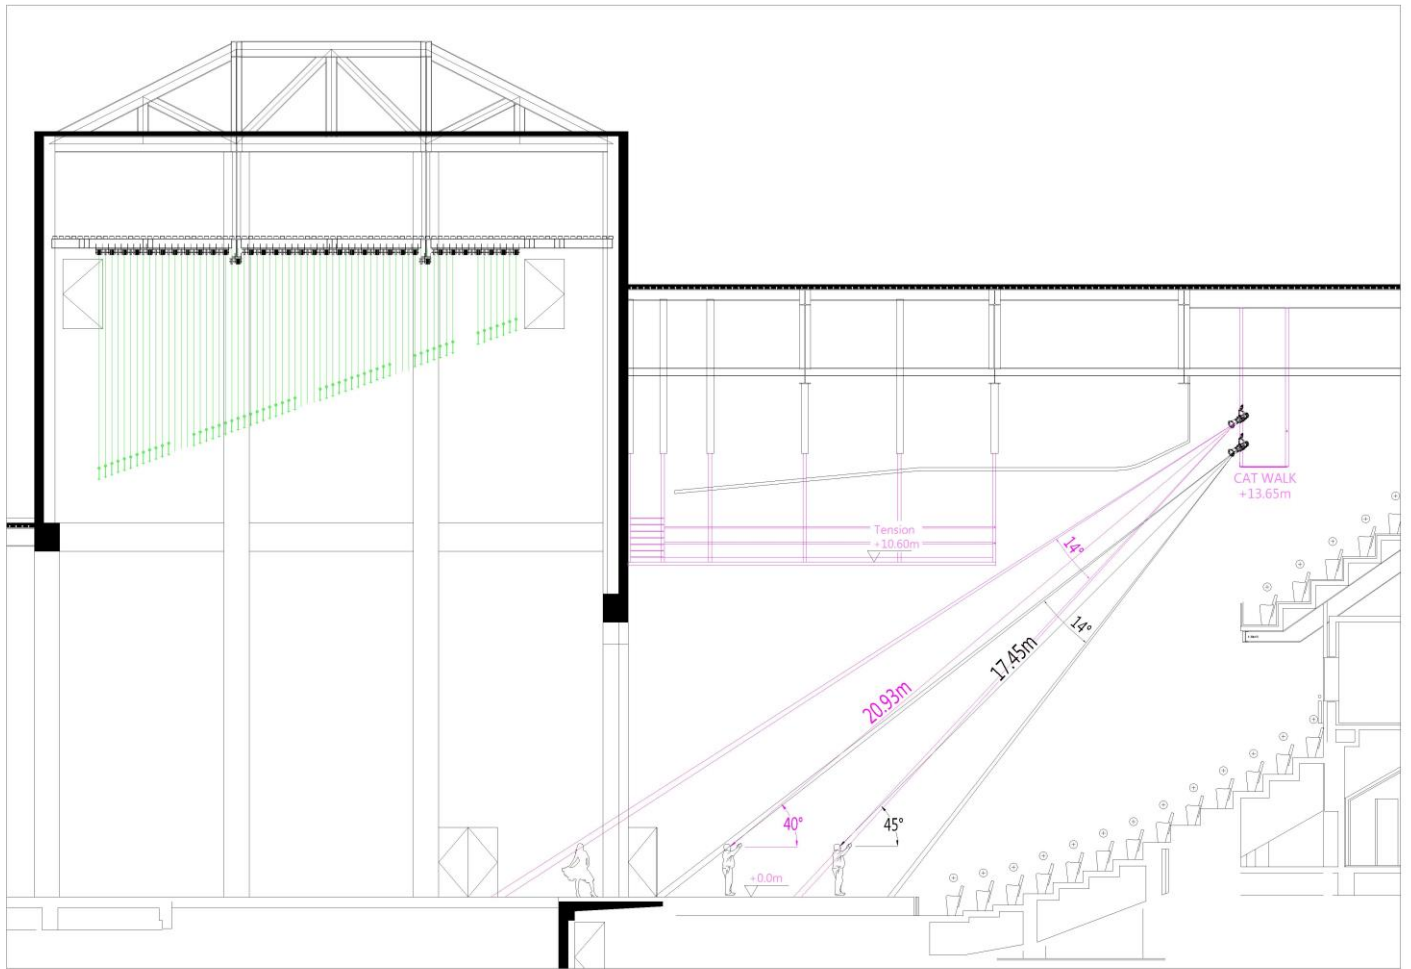 CAT WALK
+13.65m
Tension
+10.60m
14°
14°
17.45m
20.93m
40°
45°
+0.0m